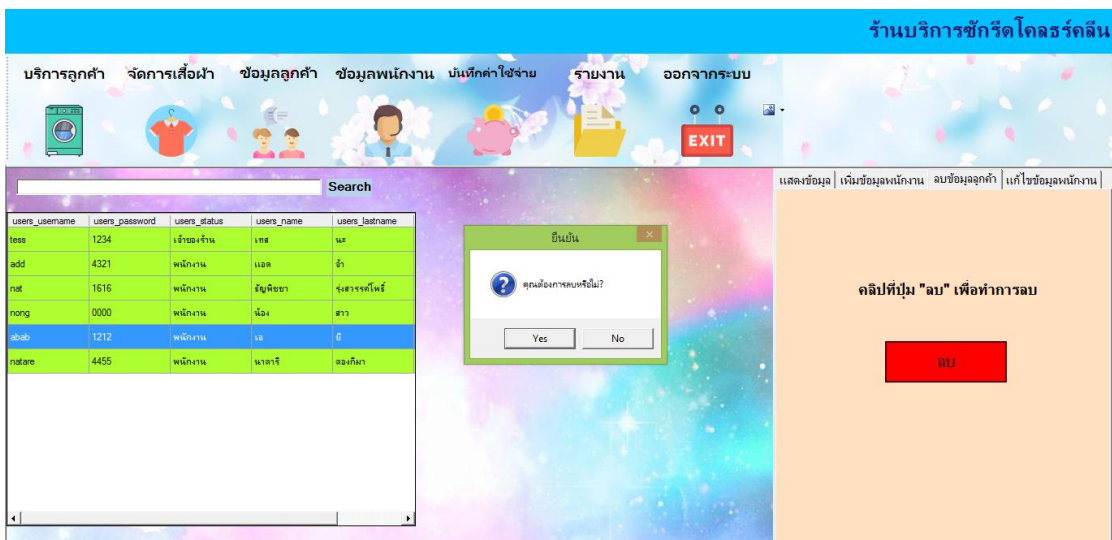 ร้านบริการซักรีดโคลธร์คลีน
บริการลูกค้า จัดการเสื้อผ้า ข้อมูลลูกค้า ข้อมูลพนักงาน บันทึกค่าใช้จ่าย รายงาน ออกจากระบบ
EXIT
แสดงข้อมูล เพิ่มข้อมูลพนักงาน ลบข้อมูลลูกค้า แก้ไขข้อมูลพนักงาน
Search
users_username users_password users_status users_name users_lastname
tess 1234 เจ้าของร้าน เทส นะ
add 4321 พนักงาน แอด จ้า
nat 1616 พนักงาน ธัญพิชชา รุ่งสวรรค์โพธิ์
nong 0000 พนักงาน น้อง สาว
abab 1212 พนักงาน เอ บี
natare 4455 พนักงาน นาตารี
ยืนยัน
คุณต้องการลบหรือไม่?
Yes No
คลิปที่ปุ่ม "ลบ" เพื่อทำการลบ
ลบ